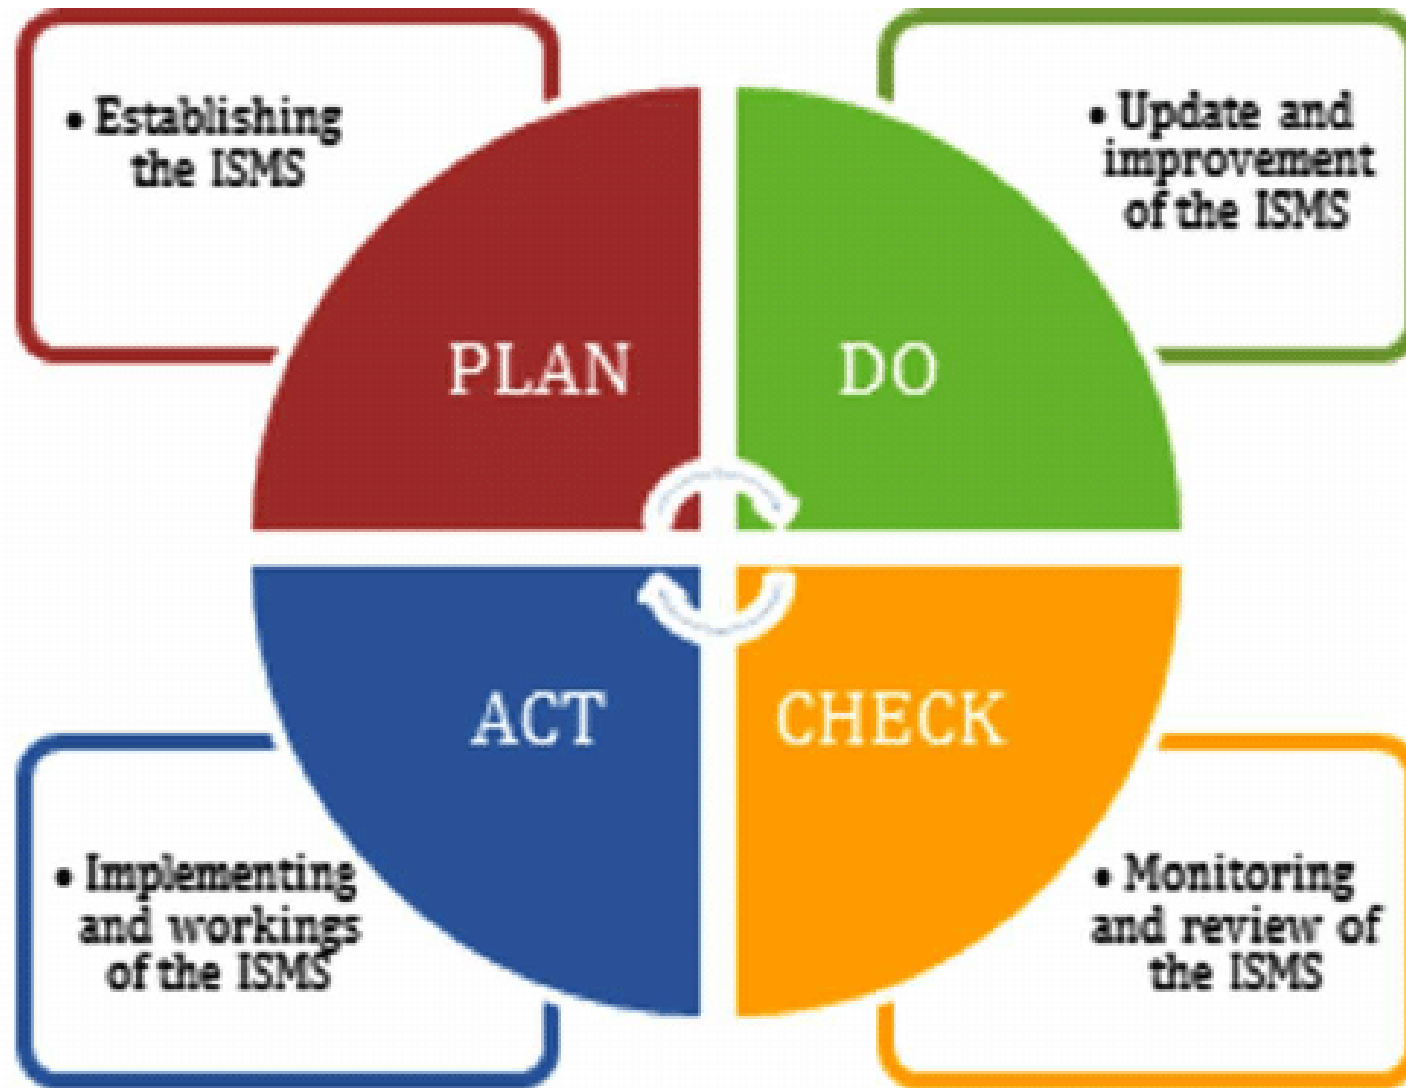 • Establishing
the ISMS
• Update and
improvement
of the ISMS
PLAN
DO
ACT
CHECK
• Implementing
and workings
of the ISMS
• Monitoring
and review of
the ISMS